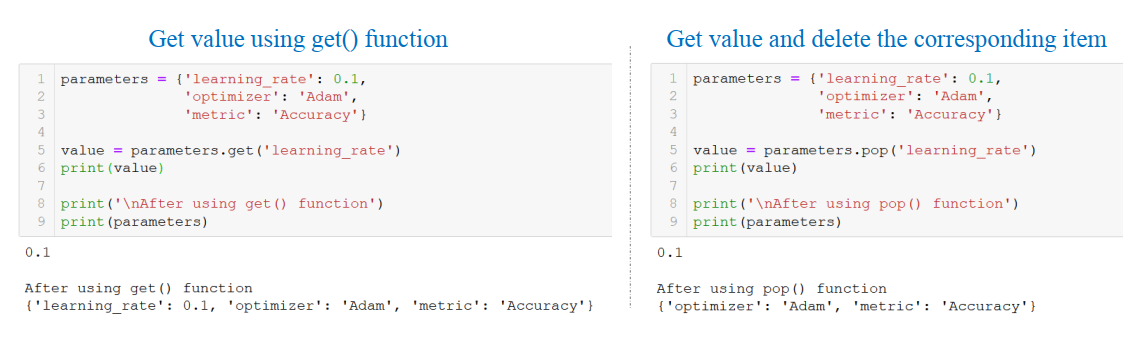 Get value using get() function
1 parameters = {'learning_rate': 0.1,
2 'optimizer': 'Adam',
3 'metric': 'Accuracy'}
4
5 value = parameters.get('learning_rate')
6 print(value)
7
8 print('\nAfter using get() function')
9 print(parameters)
0.1
After using get() function
{'learning_rate': 0.1, 'optimizer': 'Adam', 'metric': 'Accuracy'}
Get value and delete the corresponding item
1 parameters = {'learning_rate': 0.1,
2 'optimizer': 'Adam',
3 'metric': 'Accuracy'}
4
5 value = parameters.pop('learning_rate')
6 print(value)
7
8 print('\nAfter using pop() function')
9 print(parameters)
0.1
After using pop() function
{'optimizer': 'Adam', 'metric': 'Accuracy'}